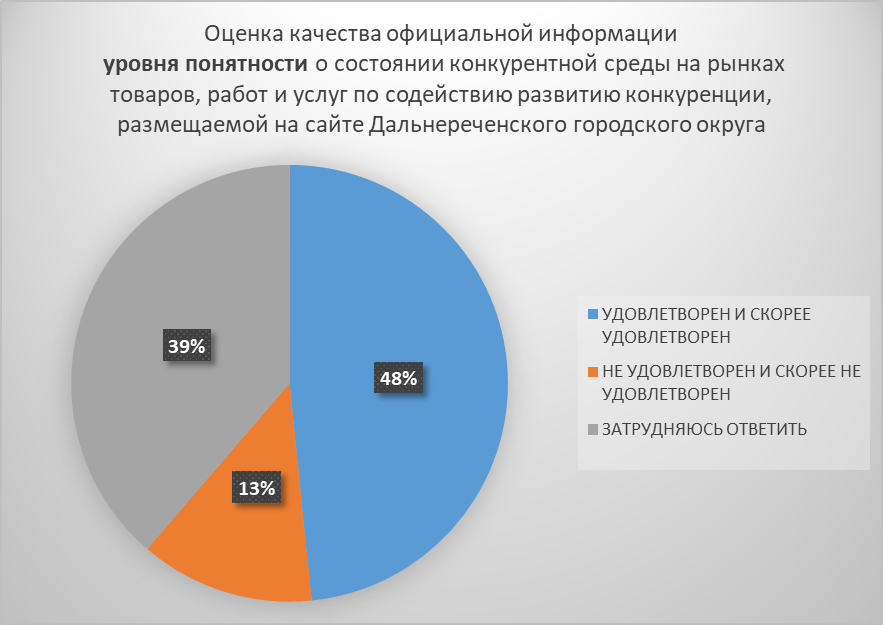 Оценка качества официальной информации
уровня понятности о состоянии конкурентной среды на рынках
товаров, работ и услуг по содействию развитию конкуренции,
размещаемой на сайте Дальнереченского городского округа
39%
48%
13%
УДОВЛЕТВОРЕН И СКОРЕЕ
УДОВЛЕТВОРЕН
НЕ УДОВЛЕТВОРЕН И СКОРЕЕ НЕ
УДОВЛЕТВОРЕН
ЗАТРУДНЯЮСЬ ОТВЕТИТЬ